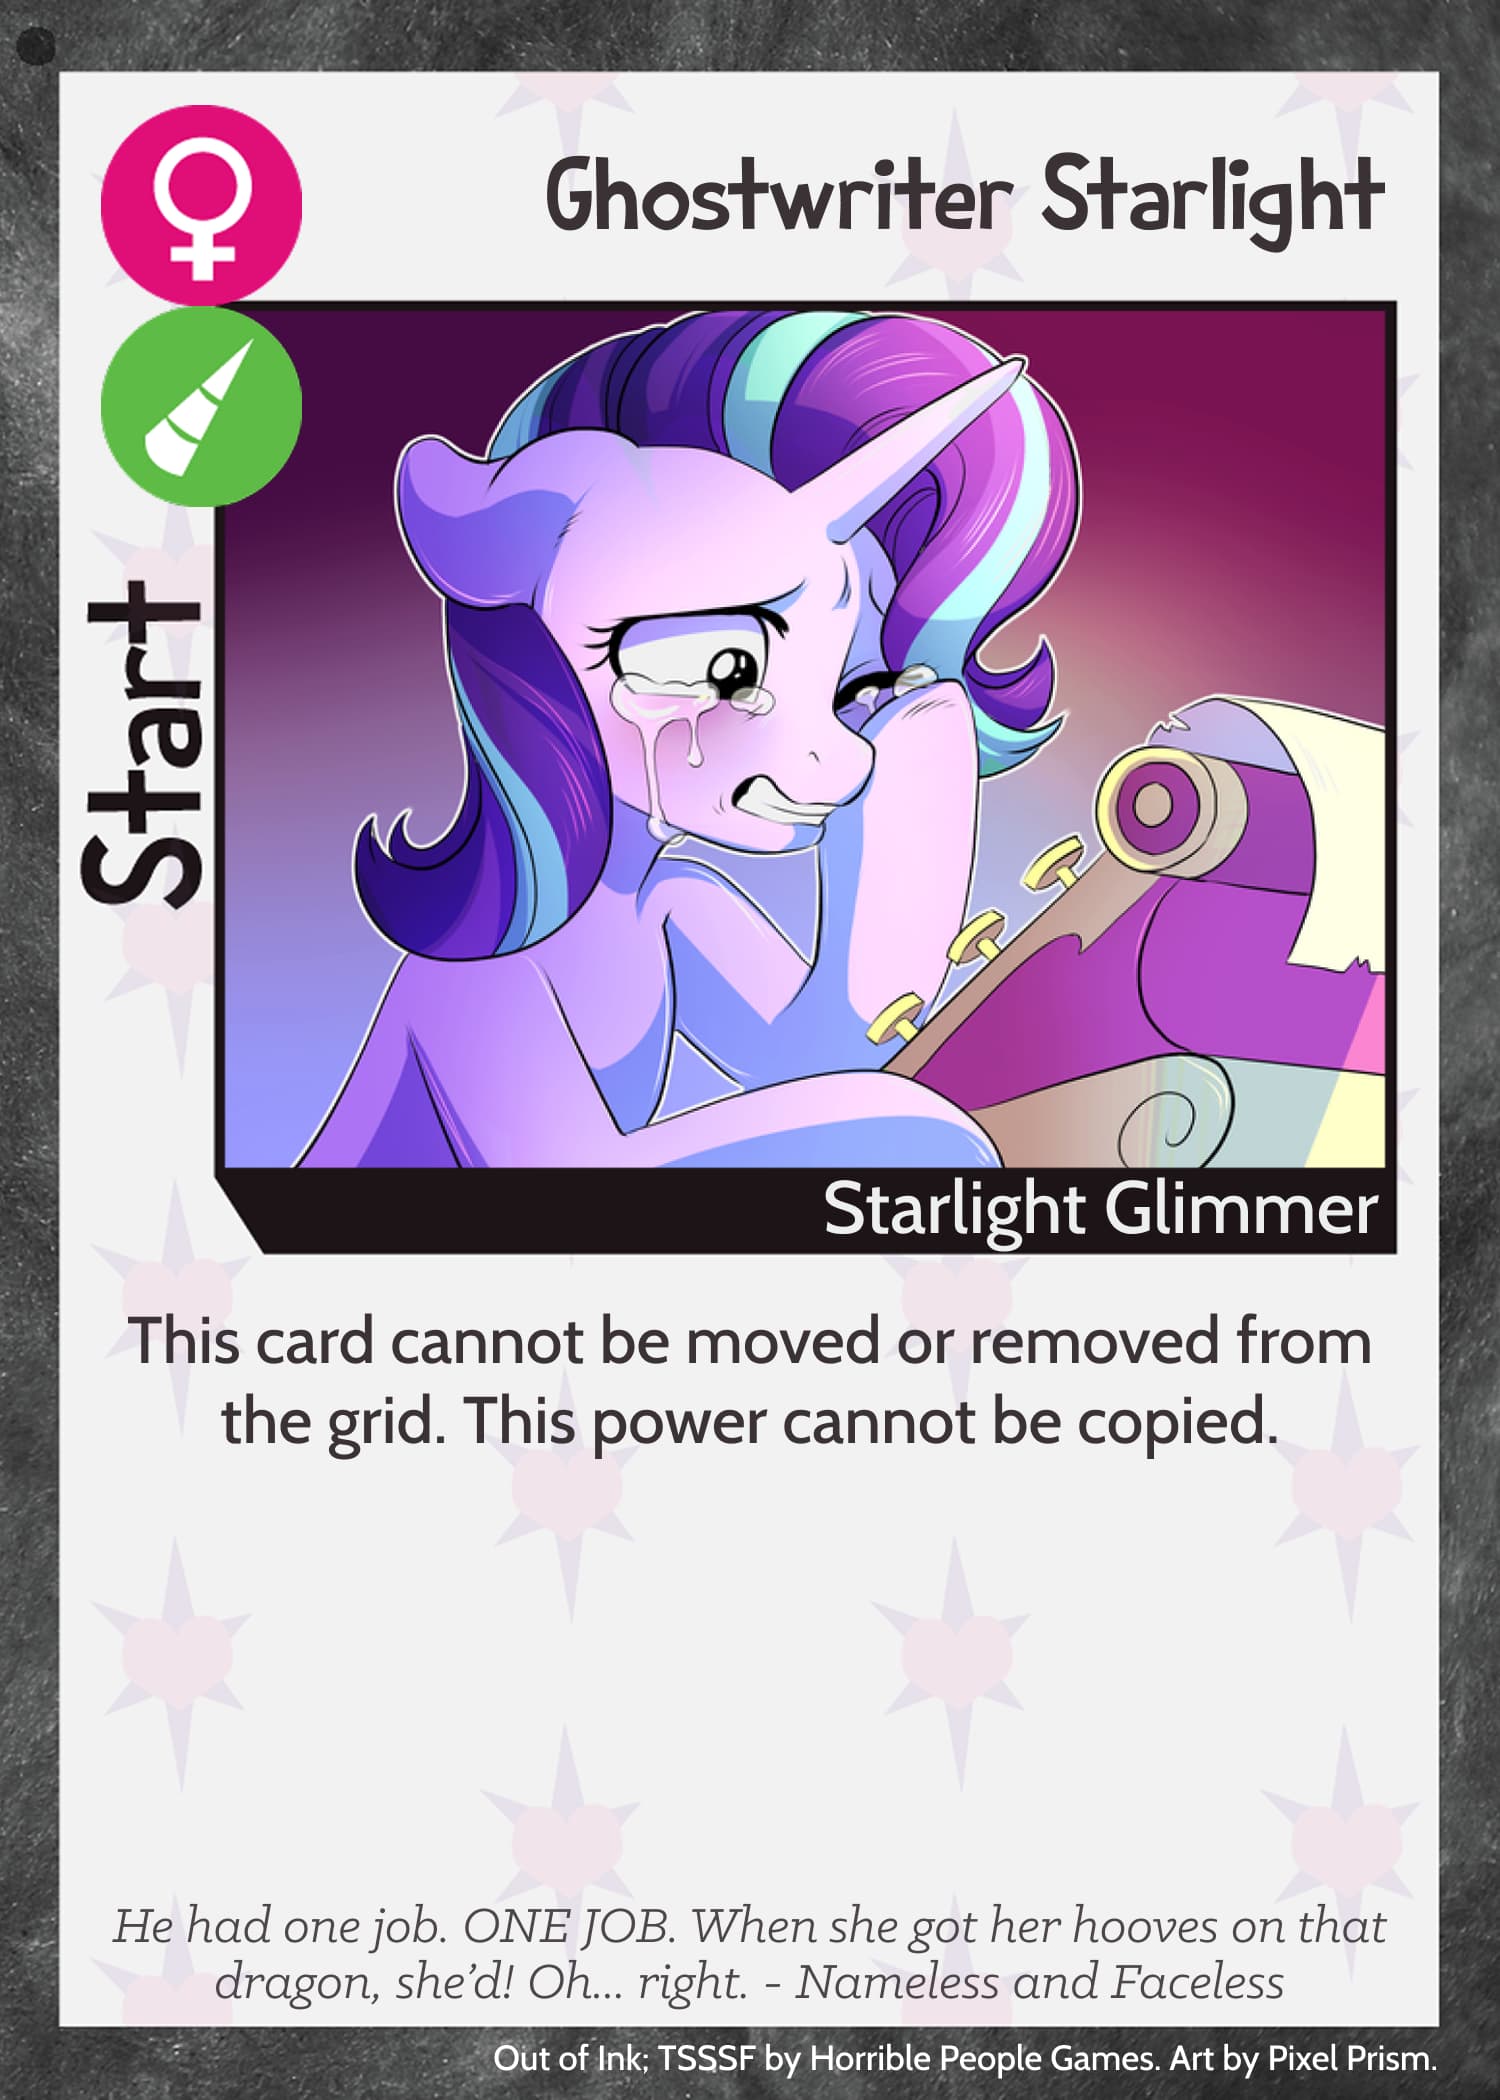 Ghostwriter Starlight
Start
Starlight Glimmer
This card cannot be moved or removed from
the grid. This power cannot be copied.
He had one job. ONE JOB. When she got her hooves on that
dragon, she’d! Oh... right. - Nameless and Faceless
Out of Ink; TSSSF by Horrible People Games. Art by Pixel Prism.